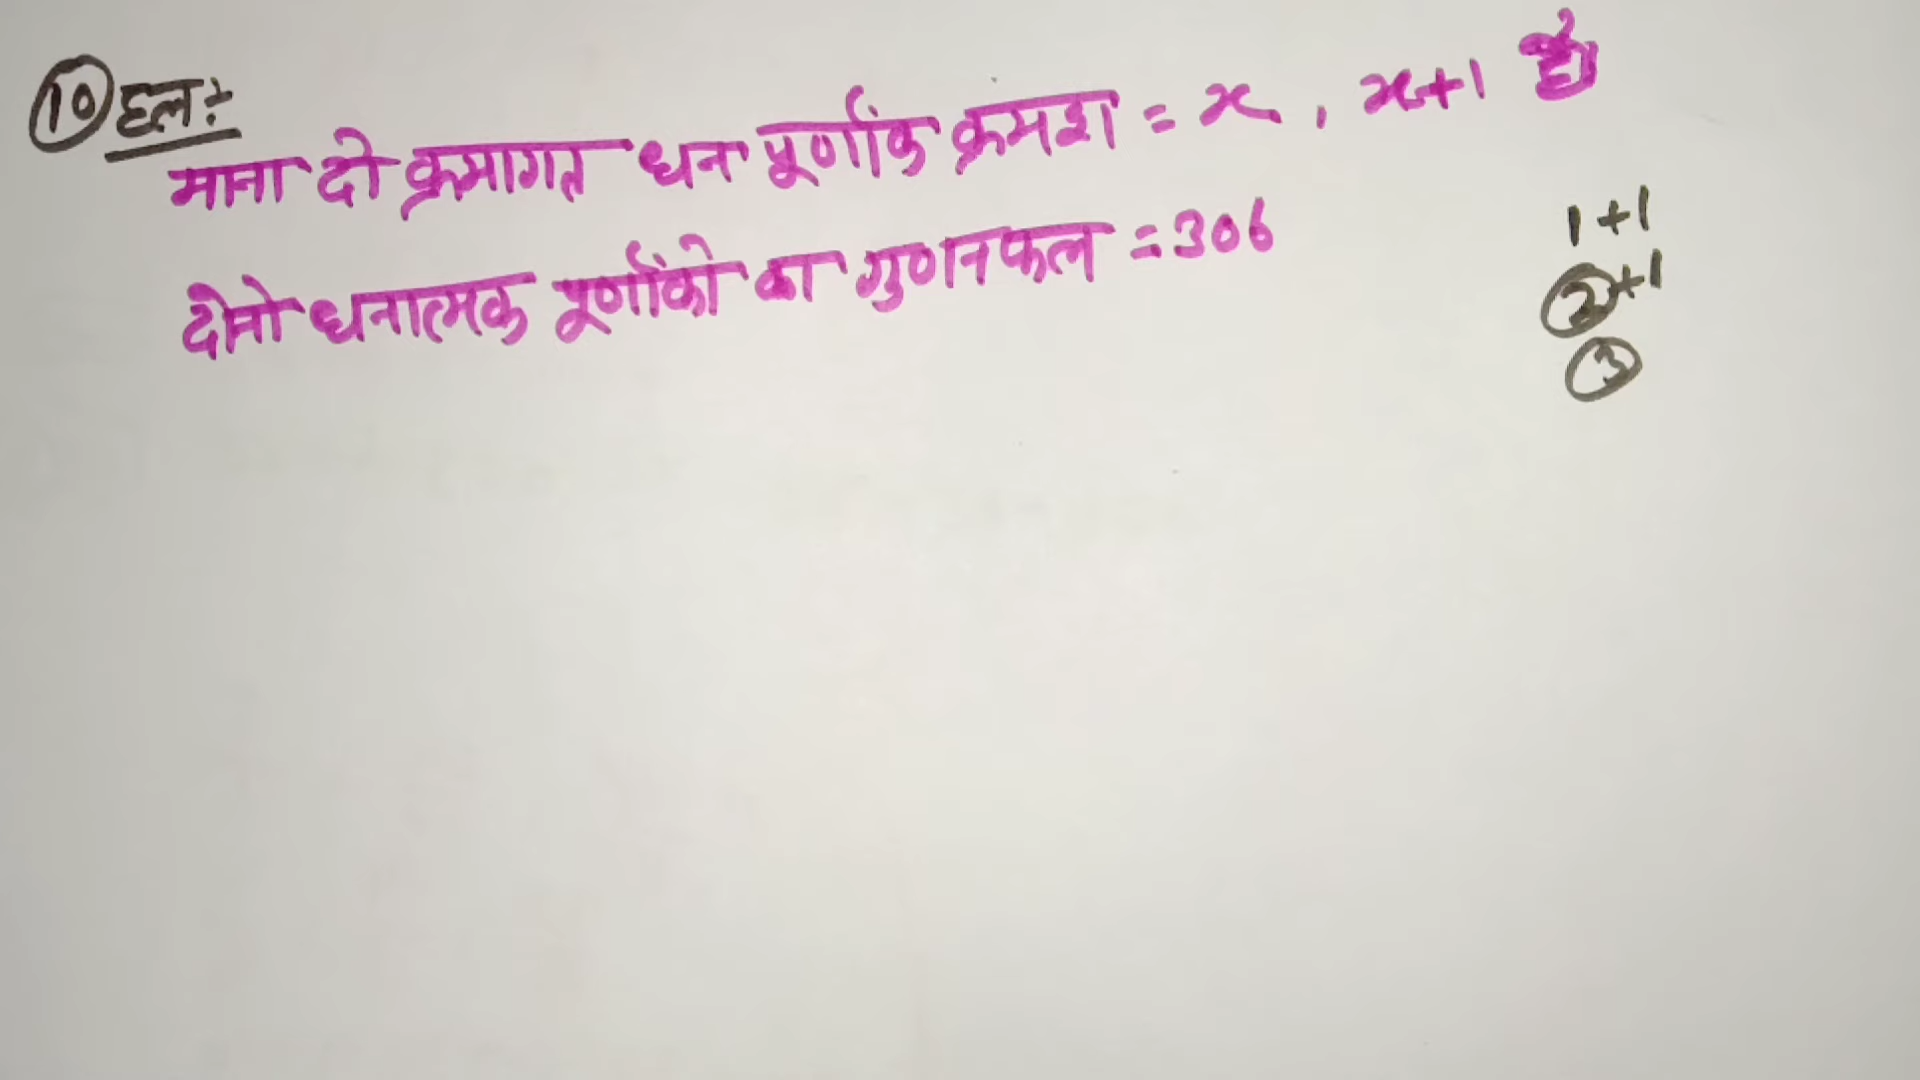 10 हल÷
माना दो क्रमागत धन पूर्णांक क्रमश = x , x+1 है।
दोनो धनात्मक पूर्णांको का गुणनफल = 306
1+1
2+1
3